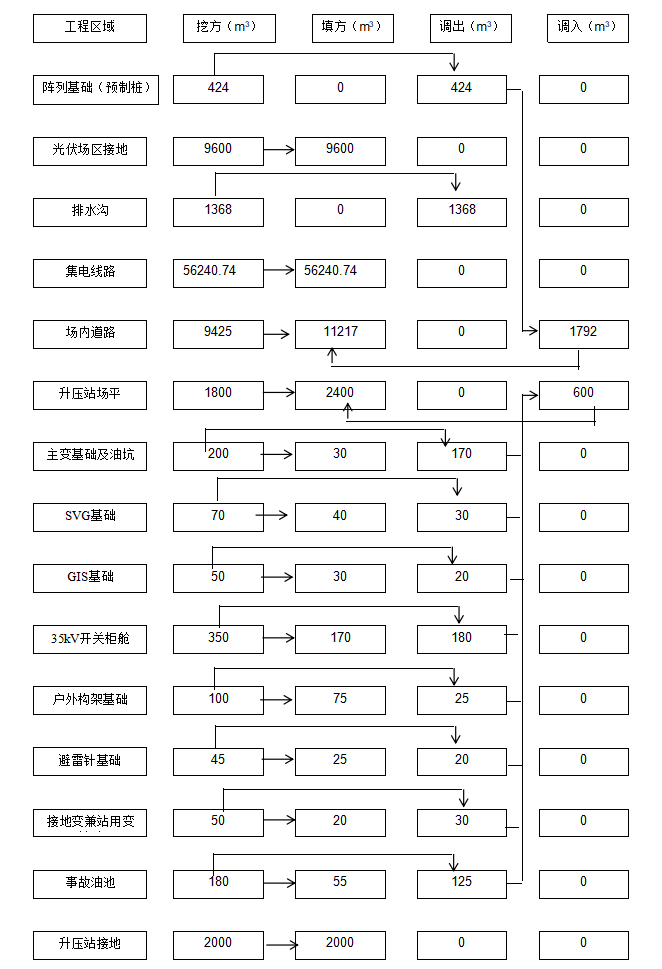 工程区域 挖方（m³） 填方（m³） 调出（m³） 调入（m³）
阵列基础（预制桩） 424 0 424 0
光伏场区接地 9600 9600 0 0
排水沟 1368 0 1368 0
集电线路 56240.74 56240.74 0 0
场内道路 9425 11217 0 1792
升压站场平 1800 2400 0 600
主变基础及油坑 200 30 170 0
SVG基础 70 40 30 0
GIS基础 50 30 20 0
35kV开关柜舱 350 170 180 0
户外构架基础 100 75 25 0
避雷针基础 45 25 20 0
接地变兼站用变 50 20 30 0
事故油池 180 55 125 0
升压站接地 2000 2000 0 0